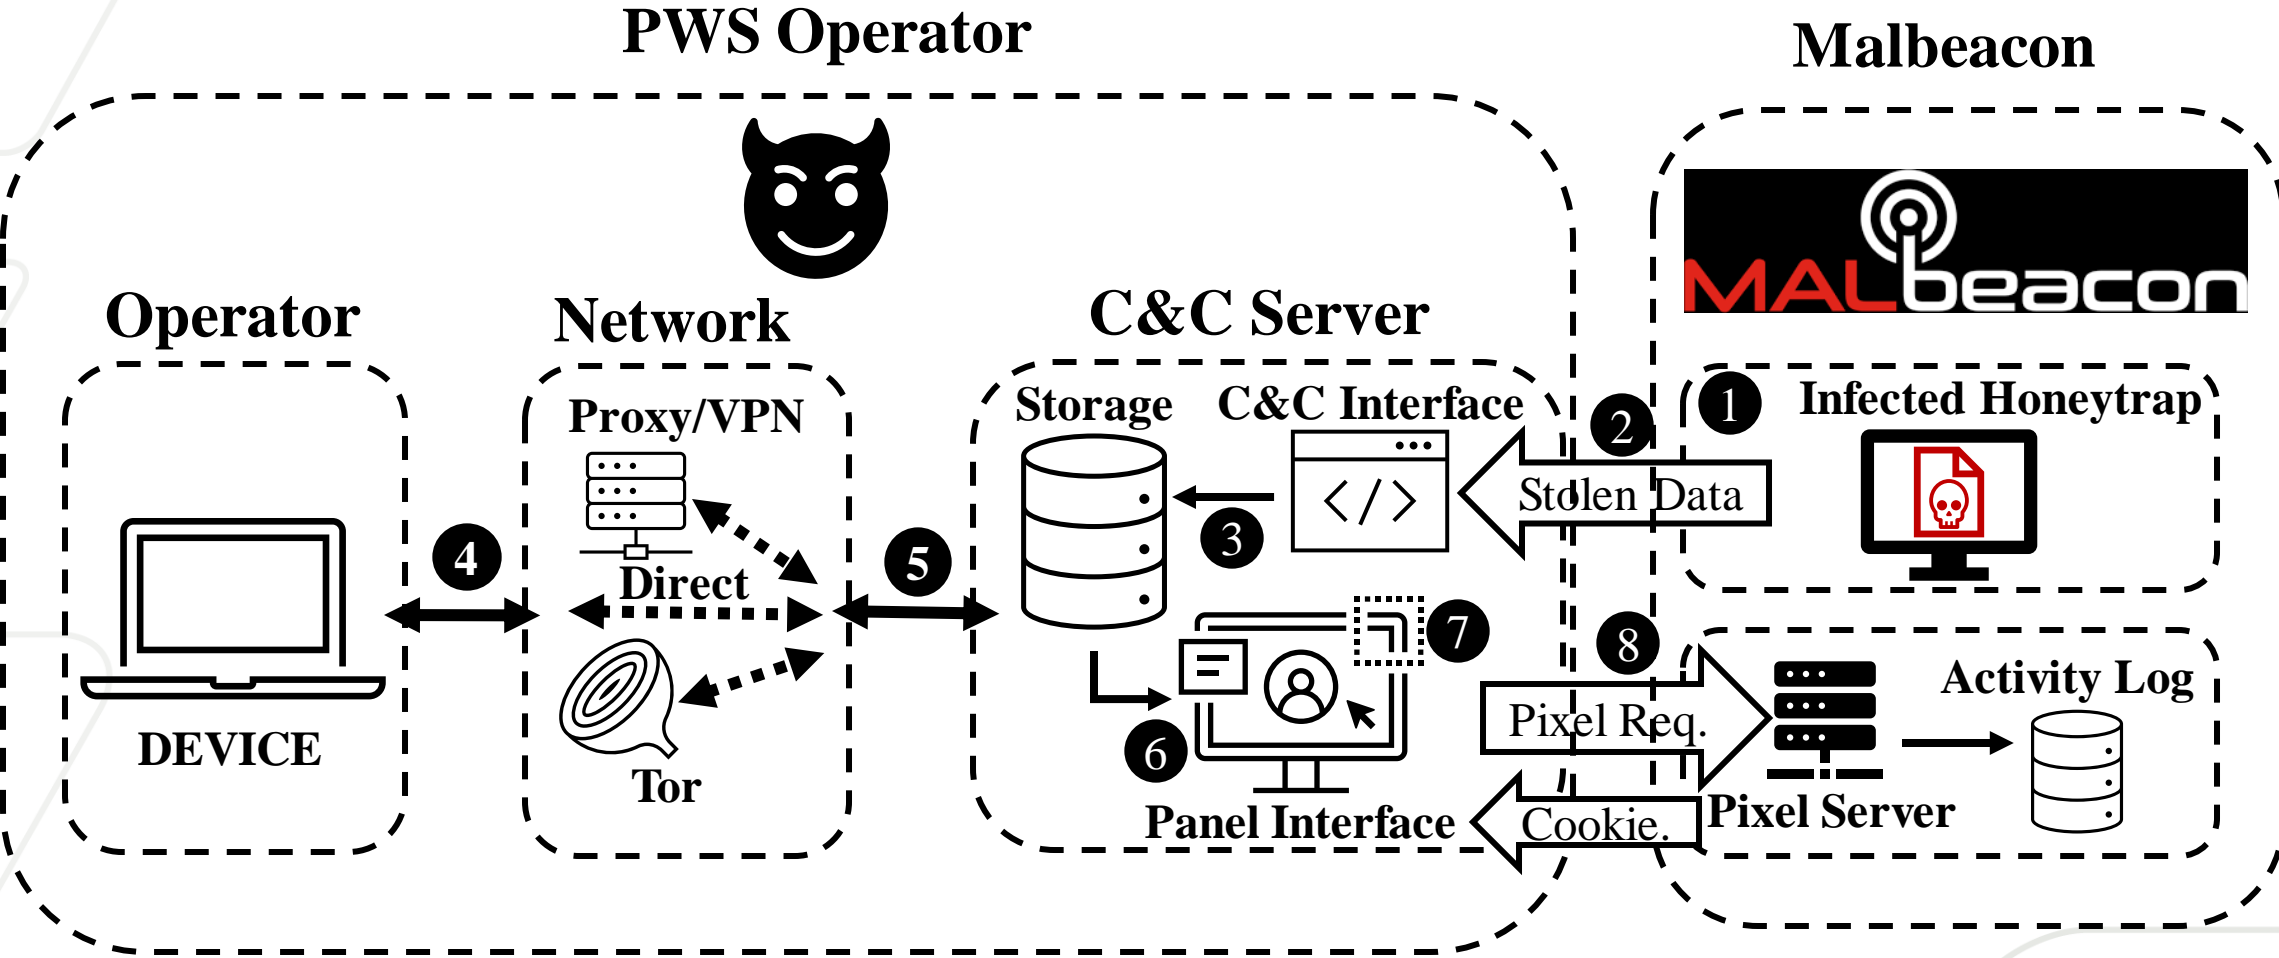 PWS Operator
Malbeacon
MALbeacon
Operator
Network
C&C Server
Proxy/VPN
Direct
Tor
DEVICE
4
5
Storage
C&C Interface
3
</>
2
Stolen Data
1
Infected Honeytrap
7
6
Panel Interface
8
Pixel Req.
Cookie.
Pixel Server
Activity Log